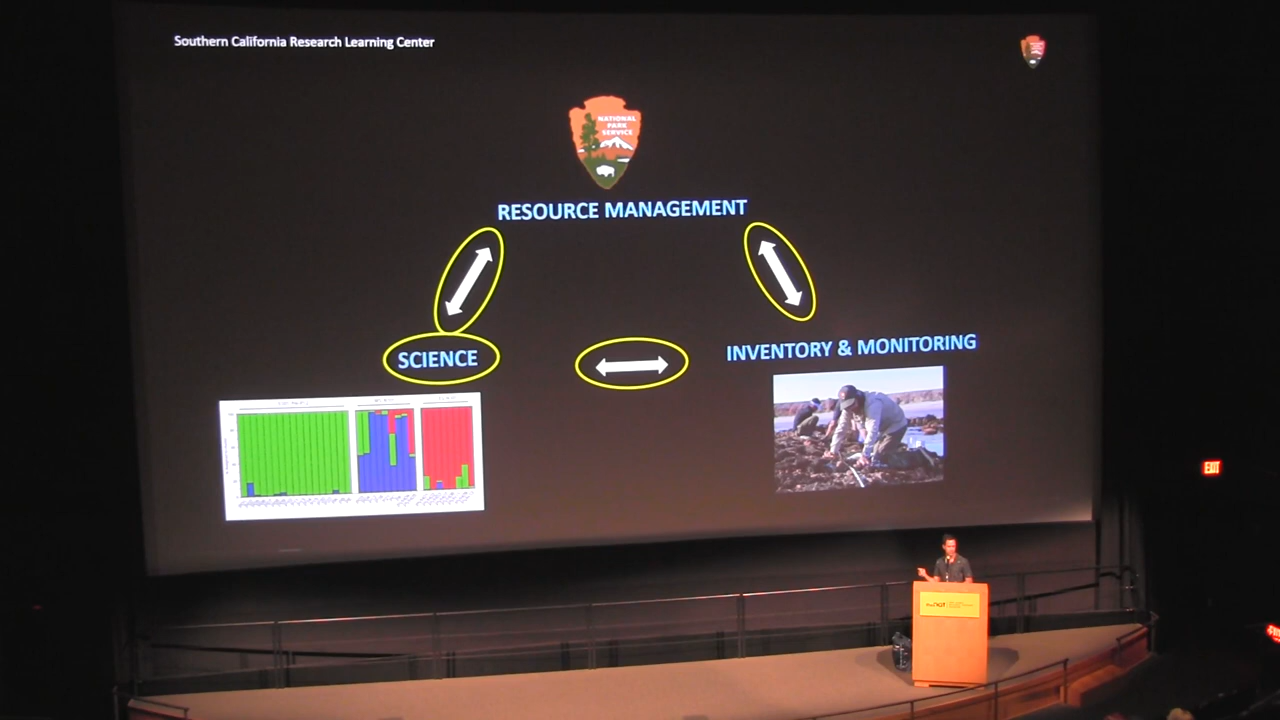 Southern California Research Learning Center
NATIONAL
PARK
SERVICE
RESOURCE MANAGEMENT
SCIENCE
INVENTORY & MONITORING
EXIT